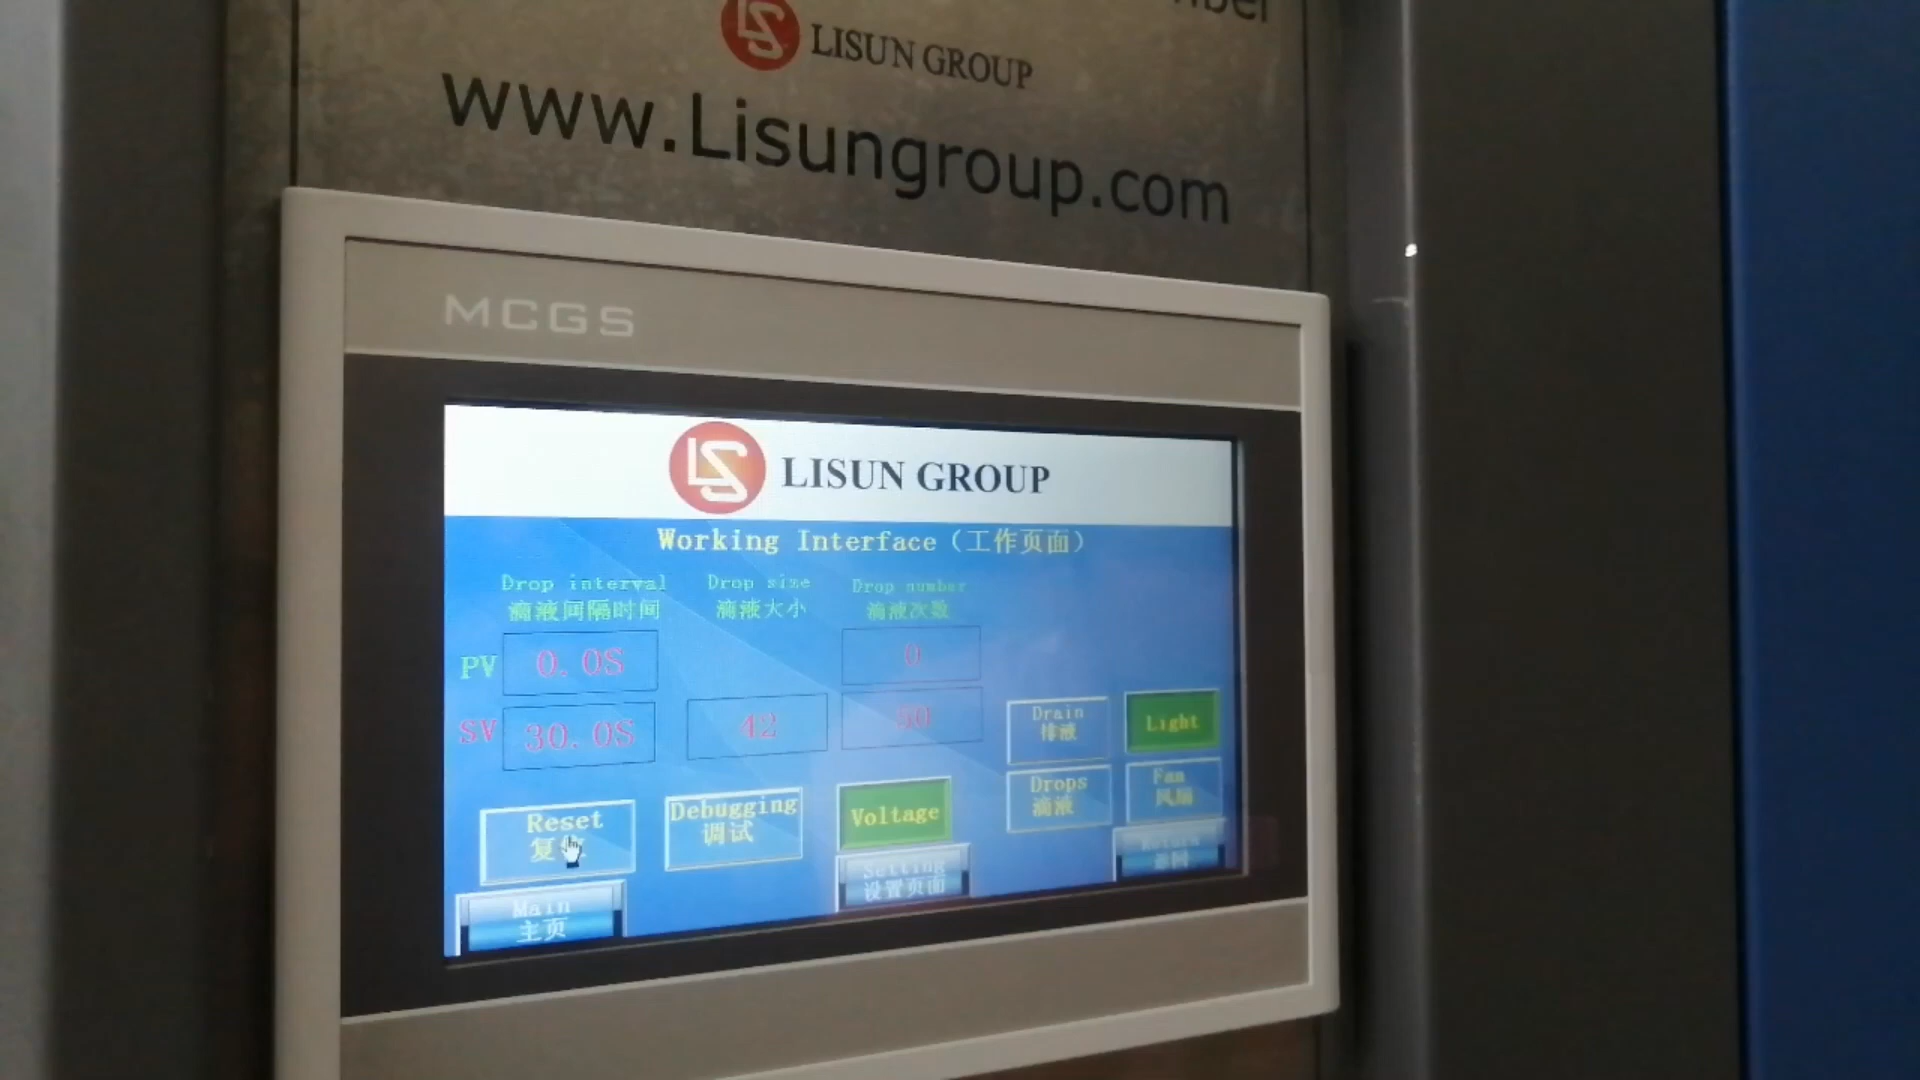 LISUN GROUP
www.Lisungroup.com
MCGS
LISUN GROUP
Working Interface (工作页面)
Drop interval
滴液间隔时间
Drop size
滴液大小
Drop number
滴液次数
PV
0.0S
0
SV
30.0S
42
50
Drain
排液
Light
Drops
滴液
Fan
风扇
Reset
复
Debugging
调试
Voltage
Setting
设置页面
Return
返回
Main
主页